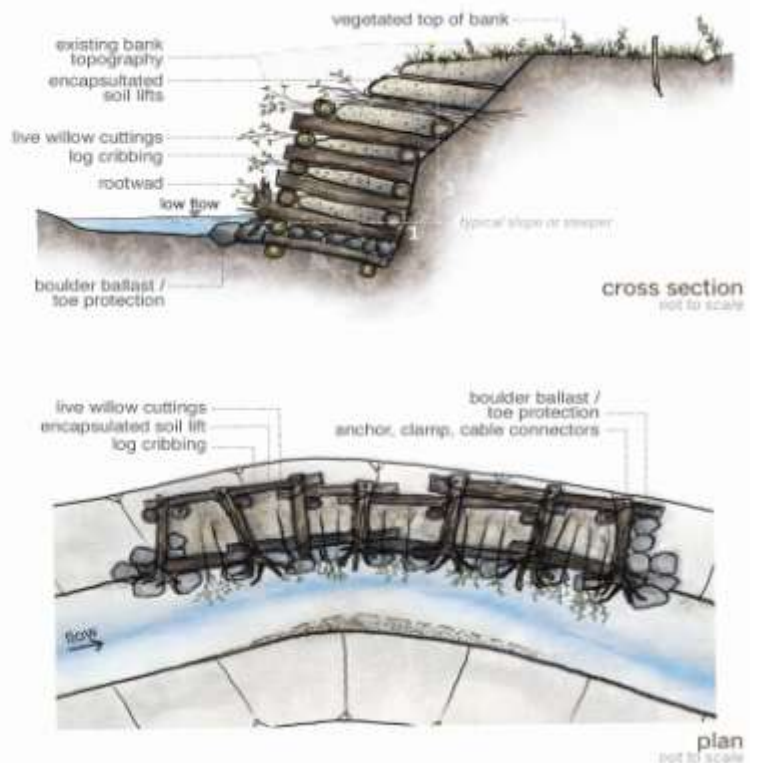 vegetated top of bank
existing bank
topography
encapsultated
soil lifts
live willow cuttings
log cribbing
rootwad
low flow
1
typical slope or steeper
boulder ballast /
toe protection
cross section
not to scale
live willow cuttings
encapsulated soil lift
log cribbing
boulder ballast /
toe protection
anchor, clamp, cable connectors
flow
plan
not to scale